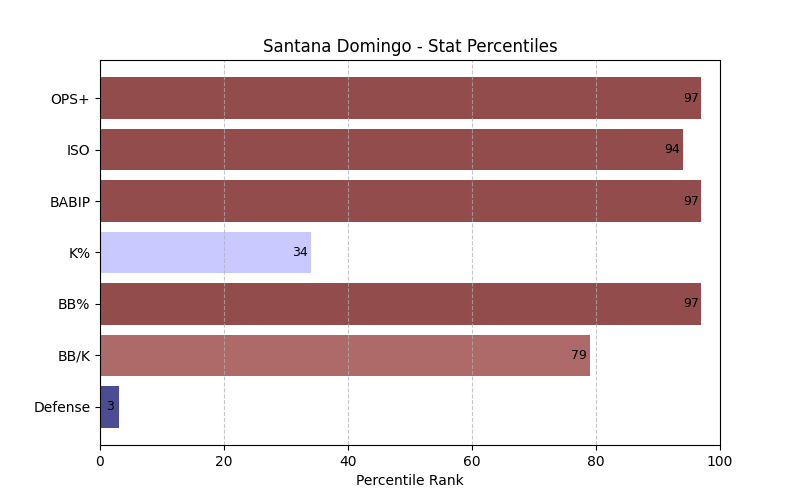 Santana Domingo - Stat Percentiles
OPS+ 97
ISO 94
BABIP 97
K% 34
BB% 97
BB/K 79
Defense 3
0 20 40 60 80 100
Percentile Rank